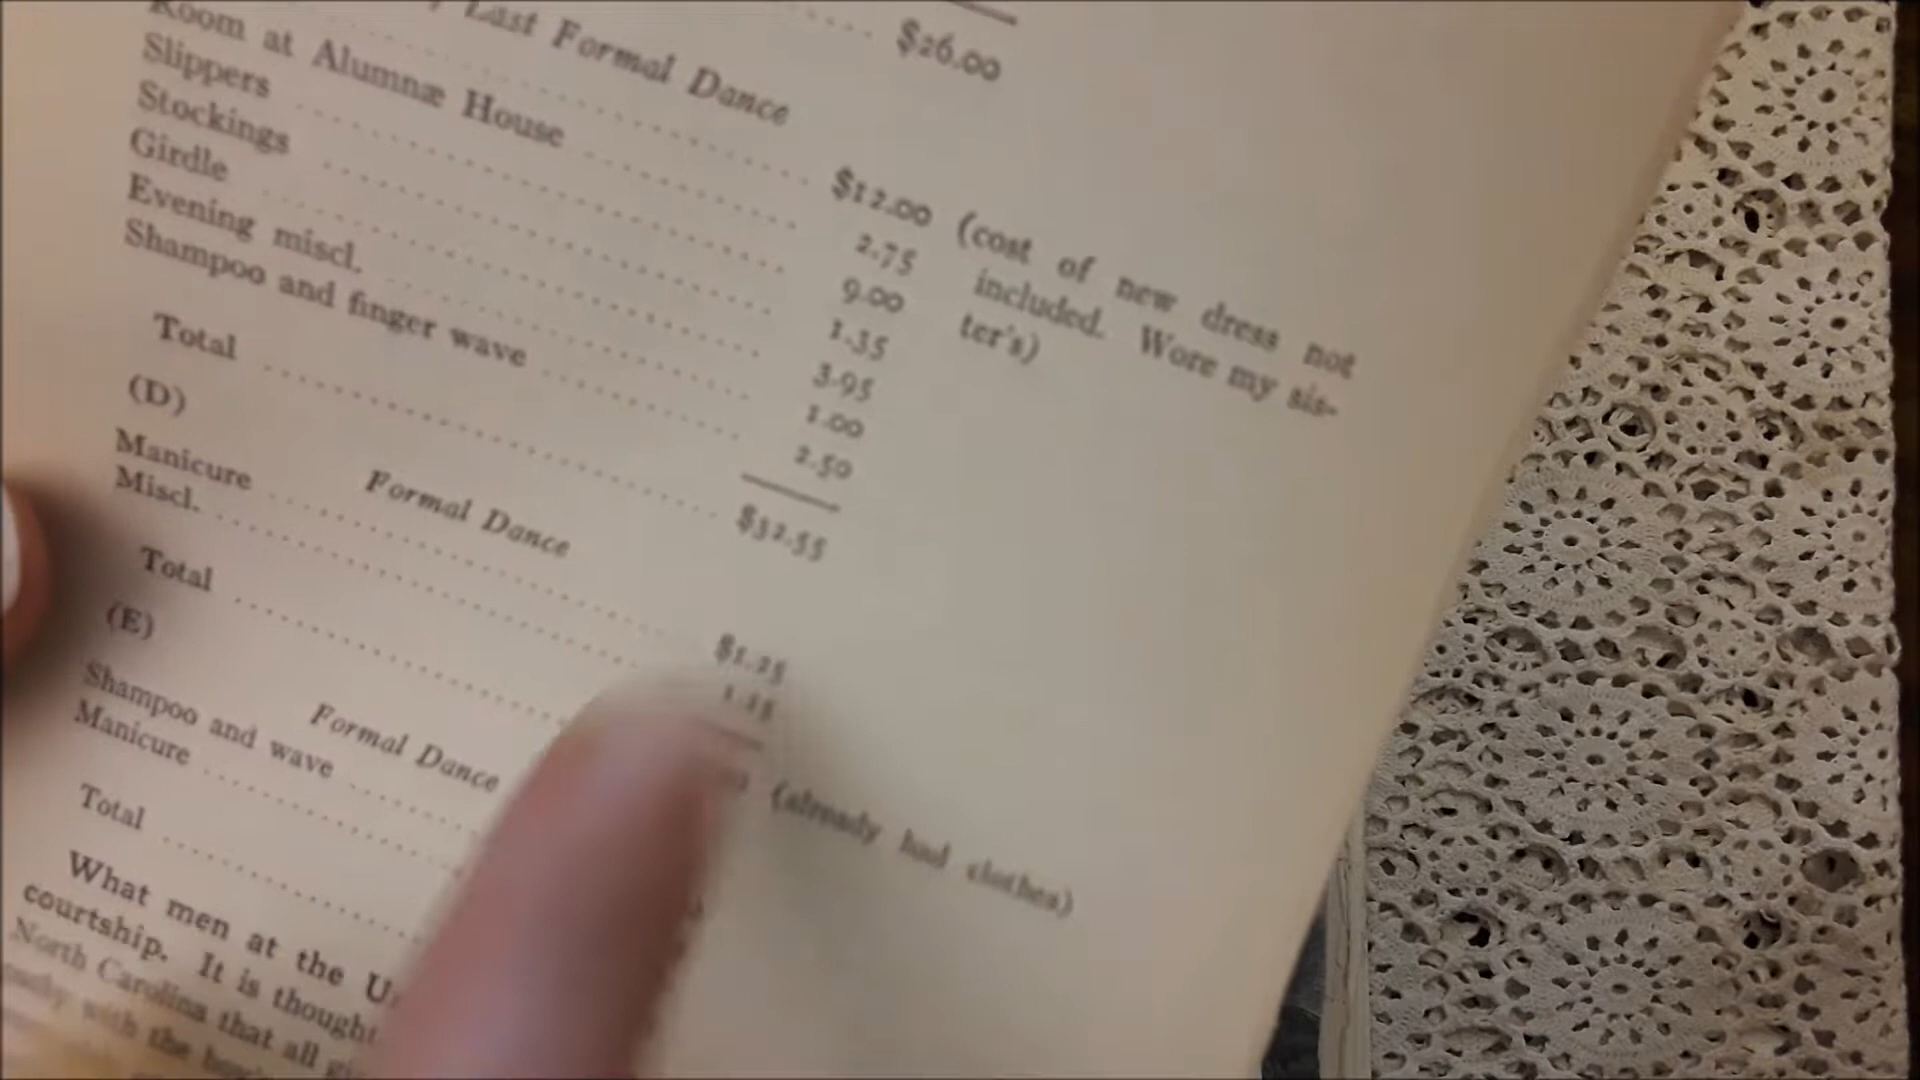 $26.00
Last Formal Dance
$12.00 (cost of new dress not
Room at Alumnæ House 2.75 included. Wore my sis-
Slippers 9.00 ter's)
Stockings 1.35
Girdle 3.95
Evening miscl. 1.00
Shampoo and finger wave 2.50
Total $32.55
(D)
Formal Dance
Manicure $1.25
Miscl.
Total (already had clothes)
(E)
Formal Dance
Shampoo and wave
Manicure
Total
What men at the
courtship. It is thought
North Carolina that all
with the